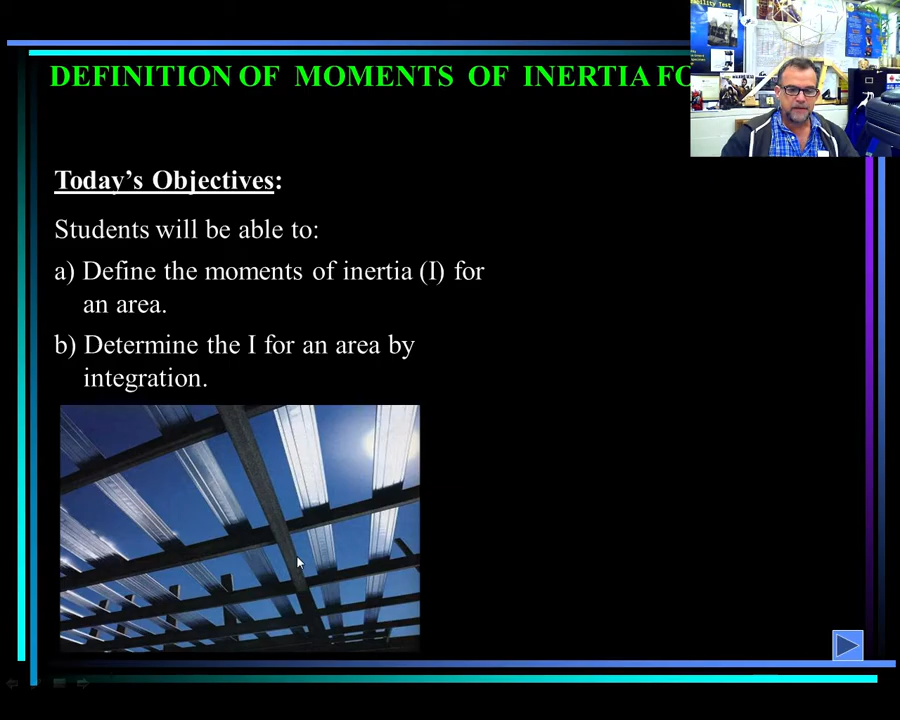 DEFINITION OF MOMENTS OF INERTIA FO
Today's Objectives:
Students will be able to:
a) Define the moments of inertia (I) for
an area.
b) Determine the I for an area by
integration.